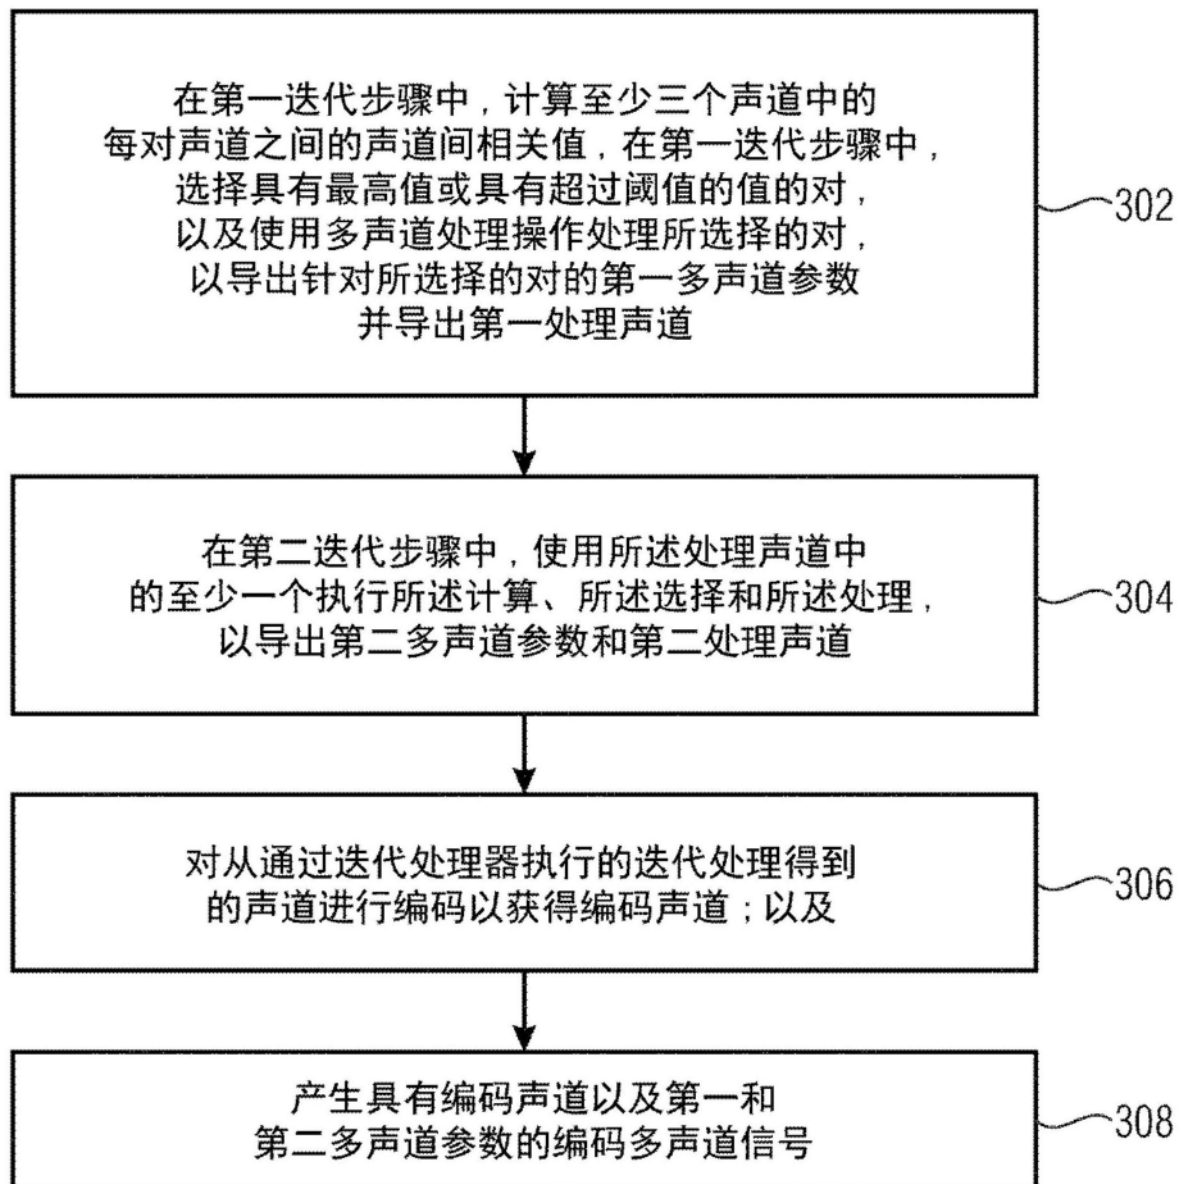 在第一迭代步骤中，计算至少三个声道中的
每对声道之间的声道间相关值，在第一迭代步骤中，
选择具有最高值或具有超过阈值的值的对，
以及使用多声道处理操作处理所选择的对，
以导出针对所选择的对的第一多声道参数
并导出第一处理声道
302
在第二迭代步骤中，使用所述处理声道中
的至少一个执行所述计算、所述选择和所述处理，
以导出第二多声道参数和第二处理声道
304
对从通过迭代处理器执行的迭代处理得到
的声道进行编码以获得编码声道；以及
306
产生具有编码声道以及第一和
第二多声道参数的编码多声道信号
308